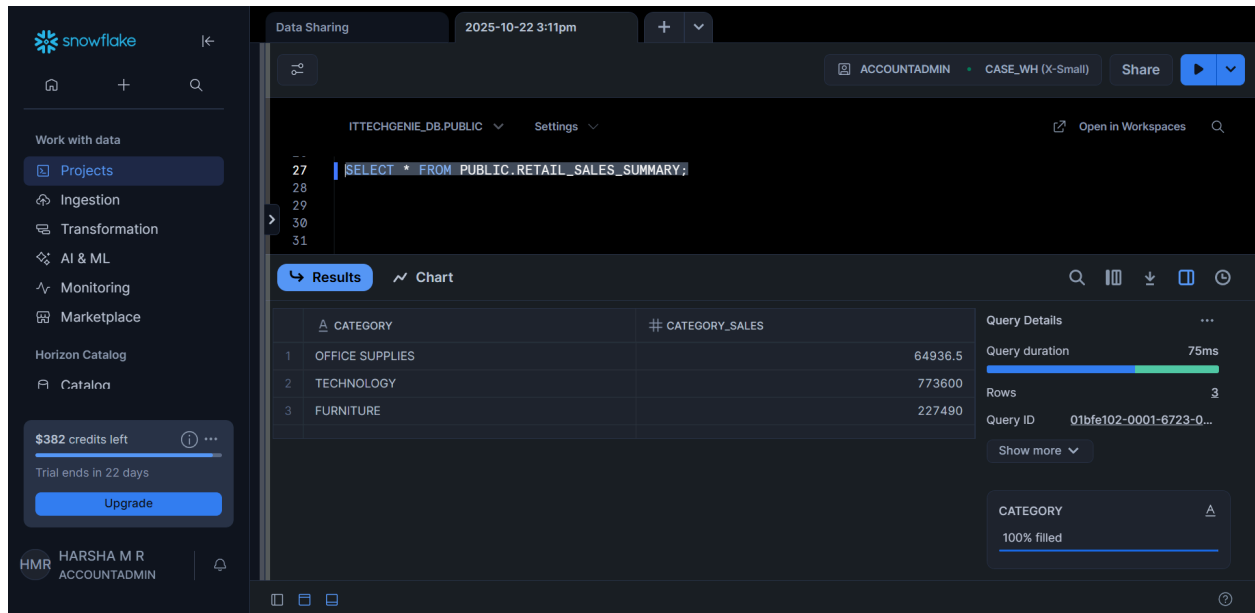 snowflake
Work with data
Projects
Ingestion
Transformation
AI & ML
Monitoring
Marketplace
Horizon Catalog
Catalog
$382 credits left
Trial ends in 22 days
Upgrade
HMR
HARSHA M R
ACCOUNTADMIN
Data Sharing
2025-10-22 3:11pm
ACCOUNTADMIN
CASE_WH (X-Small)
Share
ITTECHGENIE_DB.PUBLIC
Settings
Open in Workspaces
27 SELECT * FROM PUBLIC.RETAIL_SALES_SUMMARY;
28
29
30
31
Results
Chart
A CATEGORY # CATEGORY_SALES
1 OFFICE SUPPLIES 64936.5
2 TECHNOLOGY 773600
3 FURNITURE 227490
Query Details
Query duration 75ms
Rows 3
Query ID 01bfe102-0001-6723-0...
Show more
CATEGORY A
100% filled